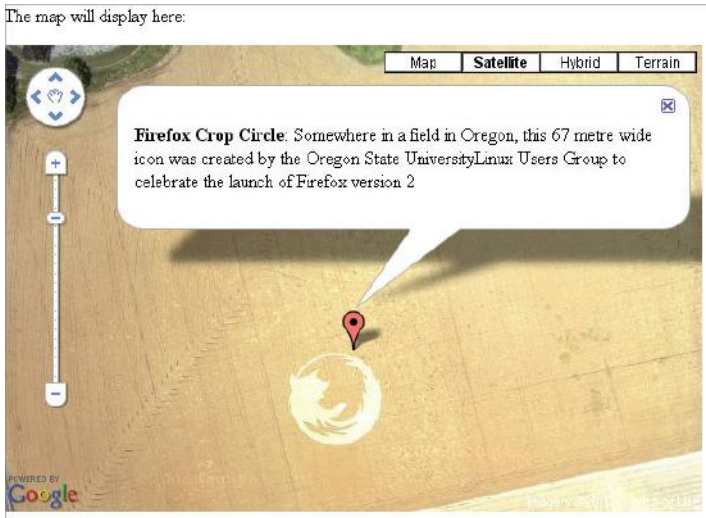 The map will display here:
Map Satellite Hybrid Terrain
Firefox Crop Circle: Somewhere in a field in Oregon, this 67 metre wide
icon was created by the Oregon State UniversityLinux Users Group to
celebrate the launch of Firefox version 2
POWERED BY
Google
Imagery